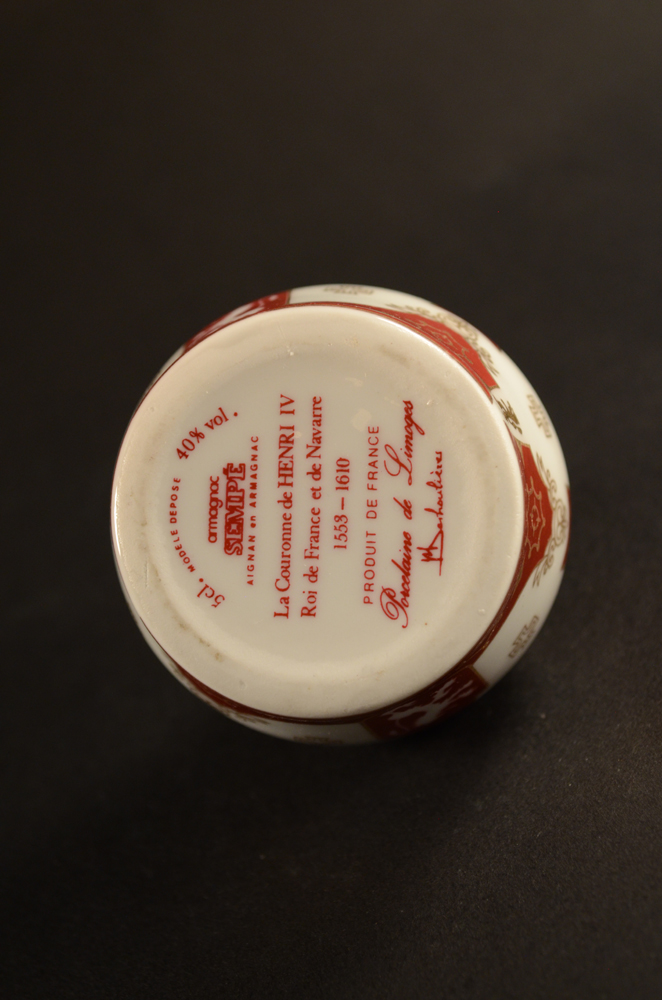 5cl. MODELE DEPOSE 40% vol.
armagnac
SEMPÉ
AIGNAN en ARMAGNAC
La Couronne de HENRI IV
Roi de France et de Navarre
1553 – 1610
PRODUIT DE FRANCE
Porcelaine de Limoges